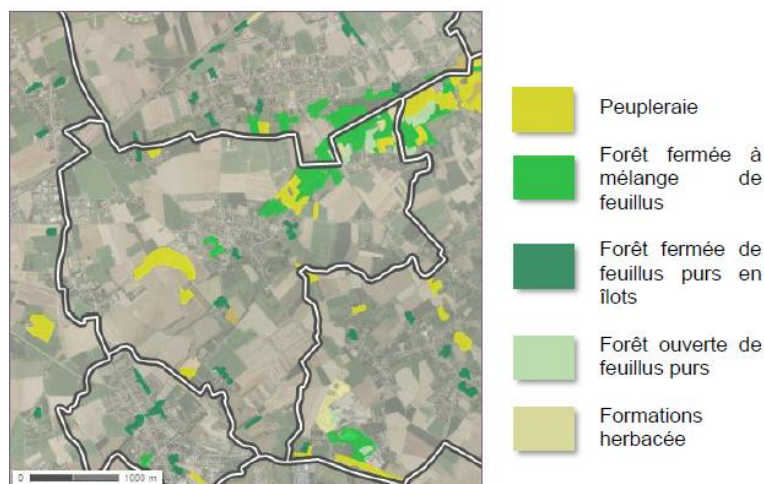 Peupleraie
Forêt fermée à
mélange de
feuillus
Forêt fermée de
feuillus purs en
îlots
Forêt ouverte de
feuillus purs
Formations
herbacée
0 1000 m